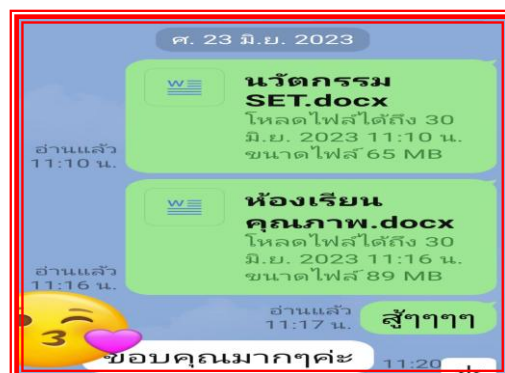 ศ. 23 มิ.ย. 2023
W
นวัตกรรม
SET.docx
โหลดไฟล์ได้ถึง 30
มิ.ย. 2023 11:10 น.
ขนาดไฟล์ 65 MB
อ่านแล้ว
11:10 น.
W
ห้องเรียน
คุณภาพ.docx
โหลดไฟล์ได้ถึง 30
มิ.ย. 2023 11:16 น.
ขนาดไฟล์ 89 MB
อ่านแล้ว
11:16 น.
อ่านแล้ว
11:17 น.
สู้ๆๆๆๆ
ขอบคุณมากๆค่ะ
11:20